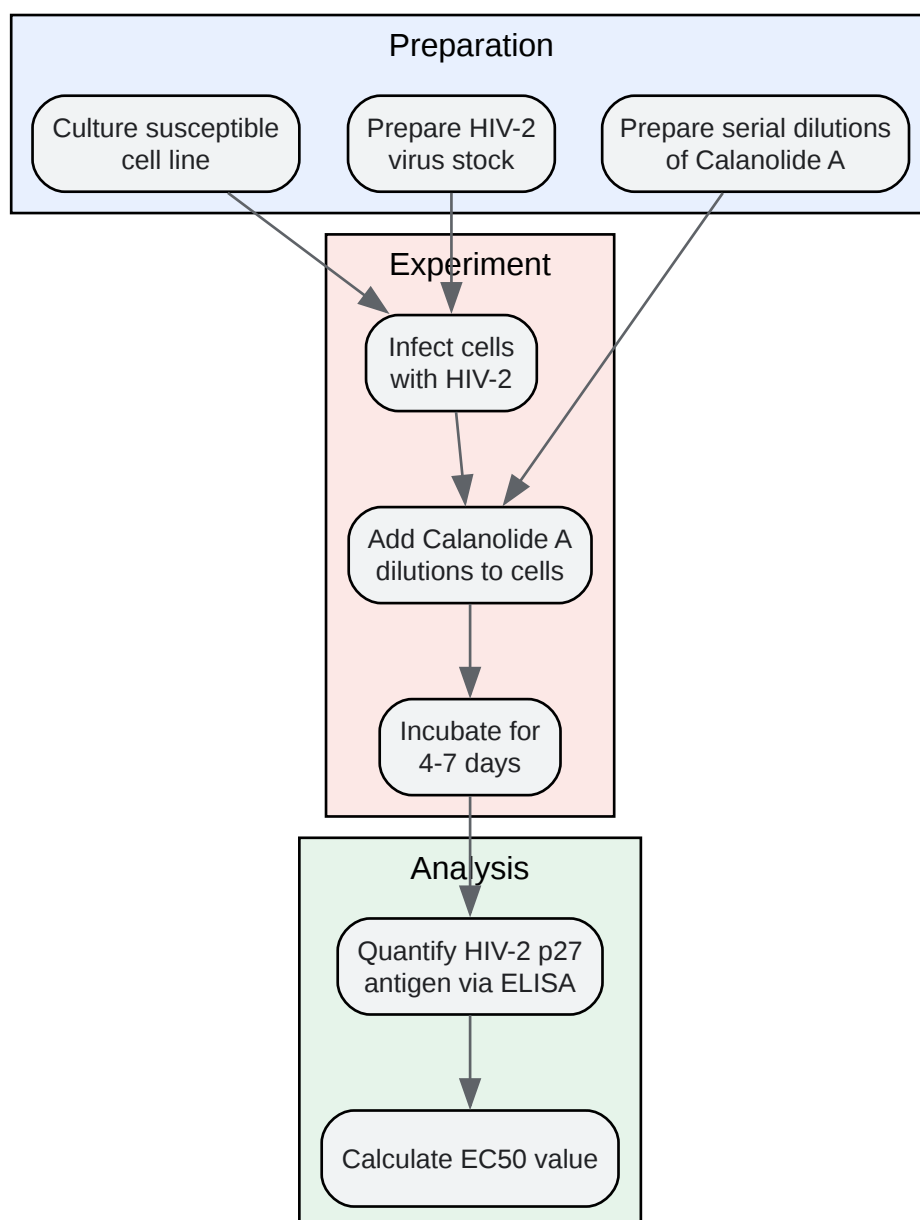 Preparation
Culture susceptible
cell line
Prepare HIV-2
virus stock
Prepare serial dilutions
of Calanolide A
Experiment
Infect cells
with HIV-2
Add Calanolide A
dilutions to cells
Incubate for
4-7 days
Analysis
Quantify HIV-2 p27
antigen via ELISA
Calculate EC50 value